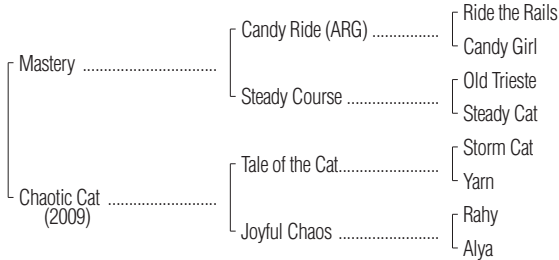 Ride the Rails
Candy Ride (ARG) ................
Candy Girl
Mastery ................................
Old Trieste
Steady Course ......................
Steady Cat
Storm Cat
Tale of the Cat........................
Yarn
Chaotic Cat ..........................
(2009)
Rahy
Joyful Chaos ........................
Alya